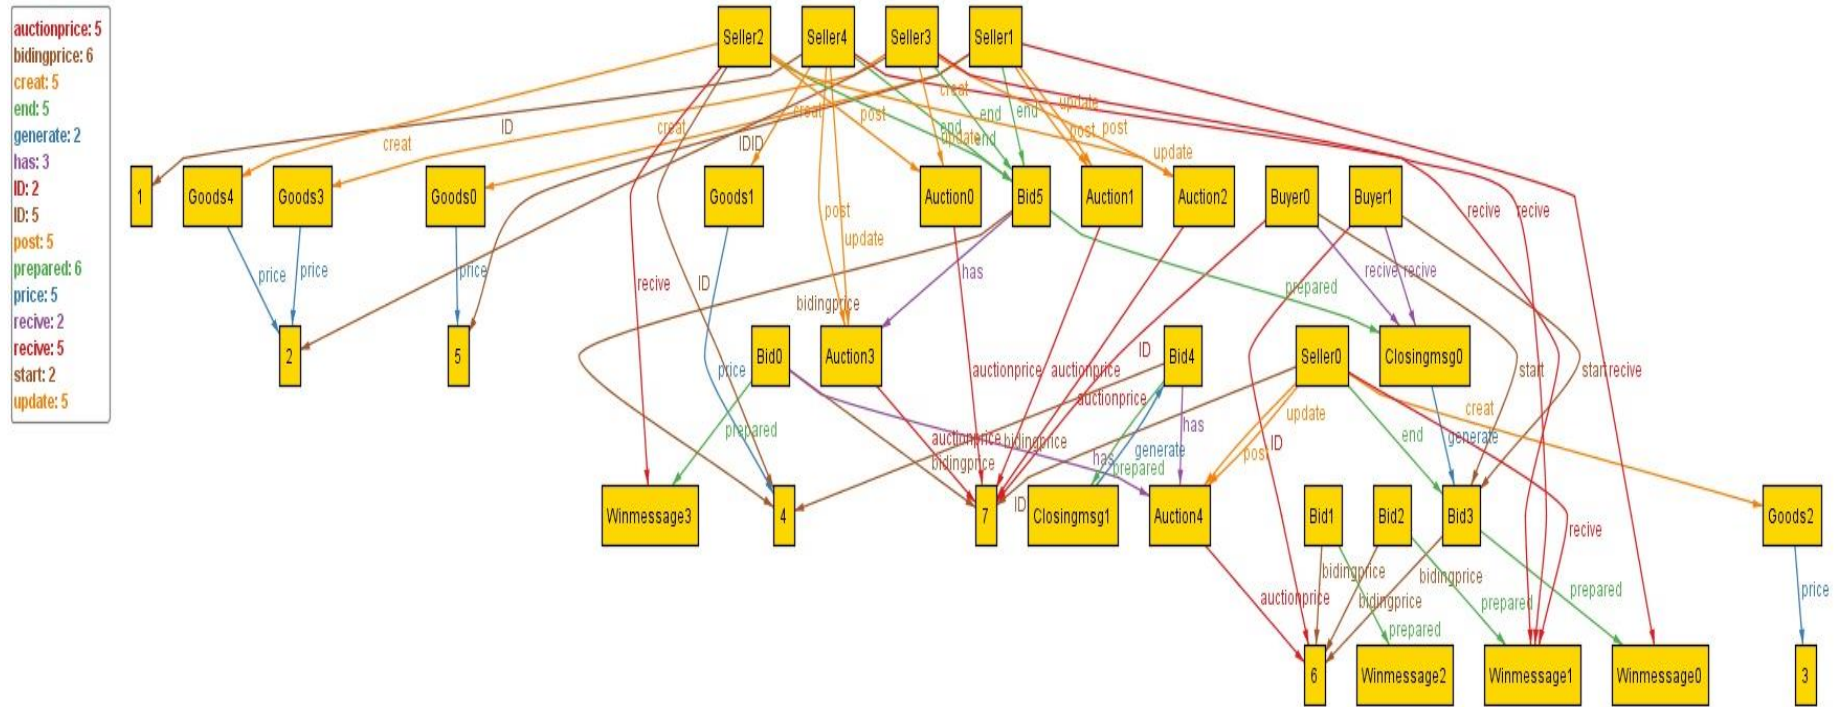 auctionprice: 5
bidingprice: 6
creat: 5
end: 5
generate: 2
has: 3
ID: 2
ID: 5
post: 5
prepared: 6
price: 5
recive: 2
recive: 5
start: 2
update: 5
Seller2 Seller4 Seller3 Seller1
creat update
creat post end end
ID creat post post
creat IDID end update end update
1 Goods4 Goods3 Goods0 Goods1 Auction0 Bid5 Auction1 Auction2 Buyer0 Buyer1
post recive recive
update
price price price has recive recive
recive ID prepared
bidingprice
2 5 Bid0 Auction3 ID Bid4 Seller0 Closingmsg0
price auctionprice auctionprice start start recive
auctionprice
update creat
prepared auctionprice bidingprice has ID end generate
bidingprice has prepared generate post
Winmessage3 4 7 ID Closingmsg1 Auction4 Bid1 Bid2 Bid3 Goods2
recive
bidingprice bidingprice prepared price
auctionprice bidingprice prepared
prepared
6 Winmessage2 Winmessage1 Winmessage0 3